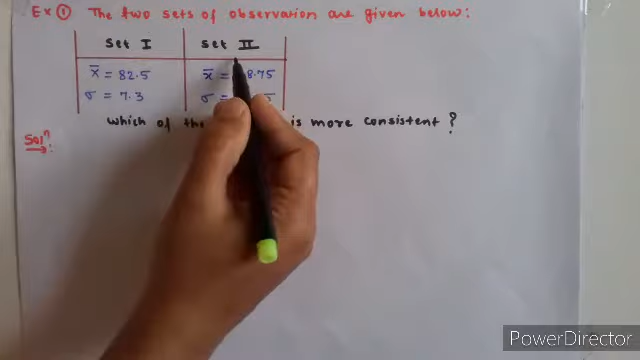 Ex ① The two sets of observation are given below:
Set I Set II
x̄ = 82.5 x̄ = 8.75
σ = 7.3 σ =
which of the is more consistent ?
Solⁿ:
PowerDirector